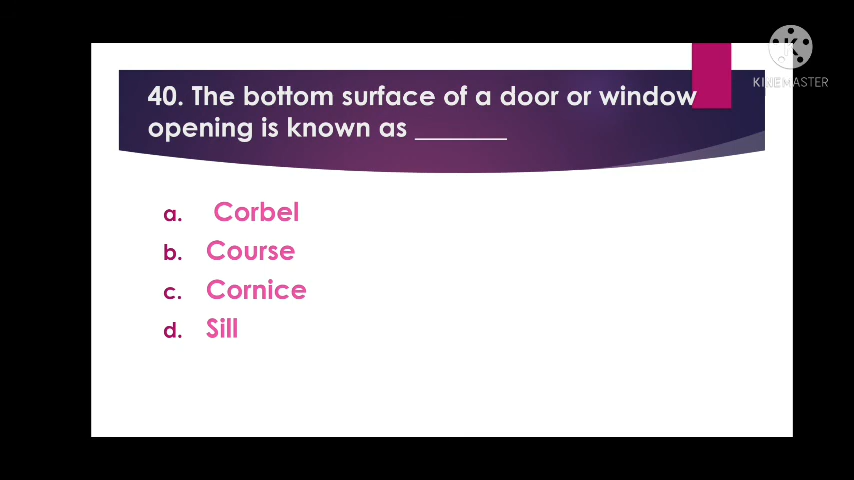 40. The bottom surface of a door or window
opening is known as _______
a. Corbel
b. Course
c. Cornice
d. Sill
K
KINEMASTER